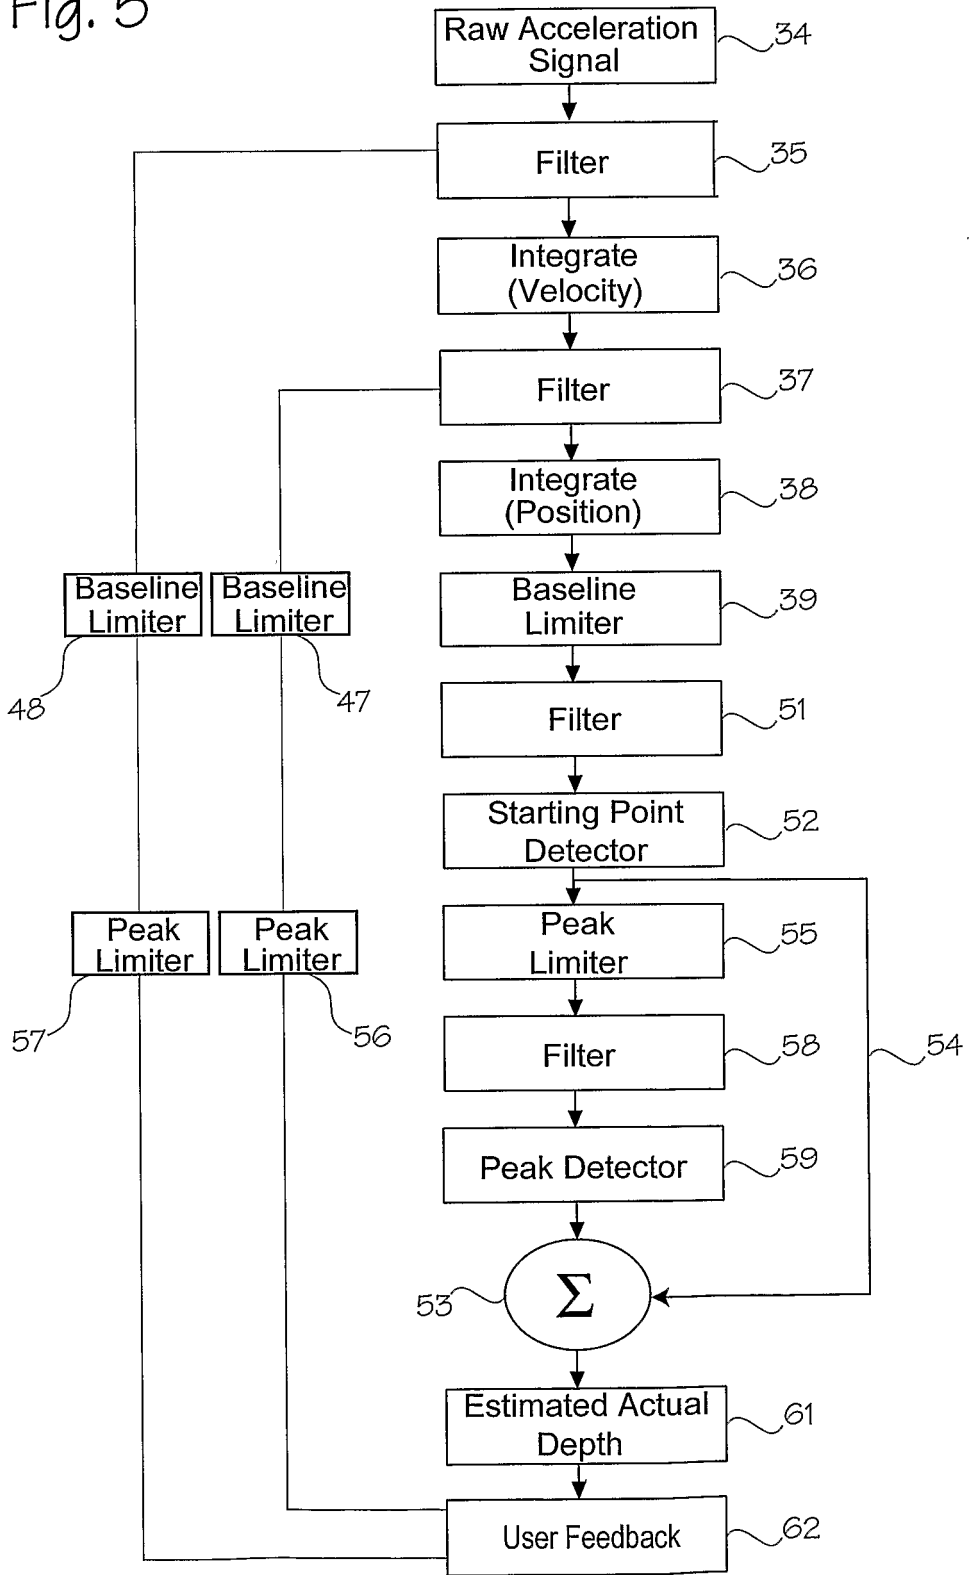 Fig. 5
Raw Acceleration
Signal
34
Filter
35
Integrate
(Velocity)
36
Filter
37
Integrate
(Position)
38
Baseline
Limiter
48
Baseline
Limiter
47
Baseline
Limiter
39
Filter
51
Starting Point
Detector
52
Peak
Limiter
57
Peak
Limiter
56
Peak
Limiter
55
Filter
58
54
Peak Detector
59
53
Σ
Estimated Actual
Depth
61
User Feedback
62